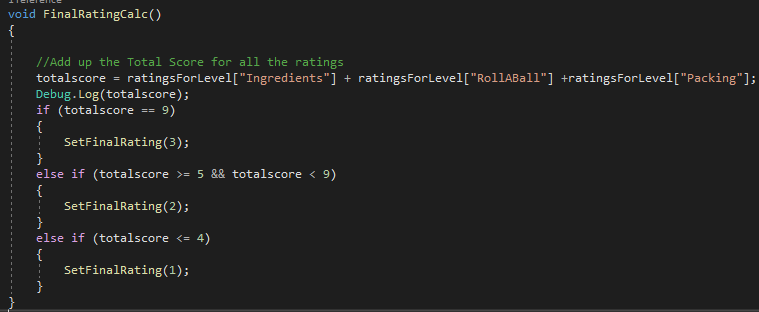 1 reference
void FinalRatingCalc()
{
//Add up the Total Score for all the ratings
totalscore = ratingsForLevel["Ingredients"] + ratingsForLevel["RollABall"] +ratingsForLevel["Packing"];
Debug.Log(totalscore);
if (totalscore == 9)
{
SetFinalRating(3);
}
else if (totalscore >= 5 && totalscore < 9)
{
SetFinalRating(2);
}
else if (totalscore <= 4)
{
SetFinalRating(1);
}
}